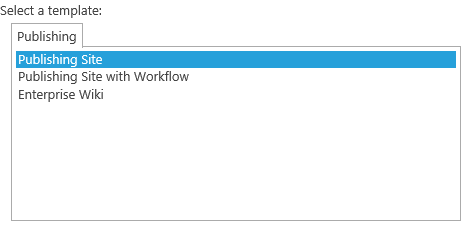 Select a template:
Publishing
Publishing Site
Publishing Site with Workflow
Enterprise Wiki